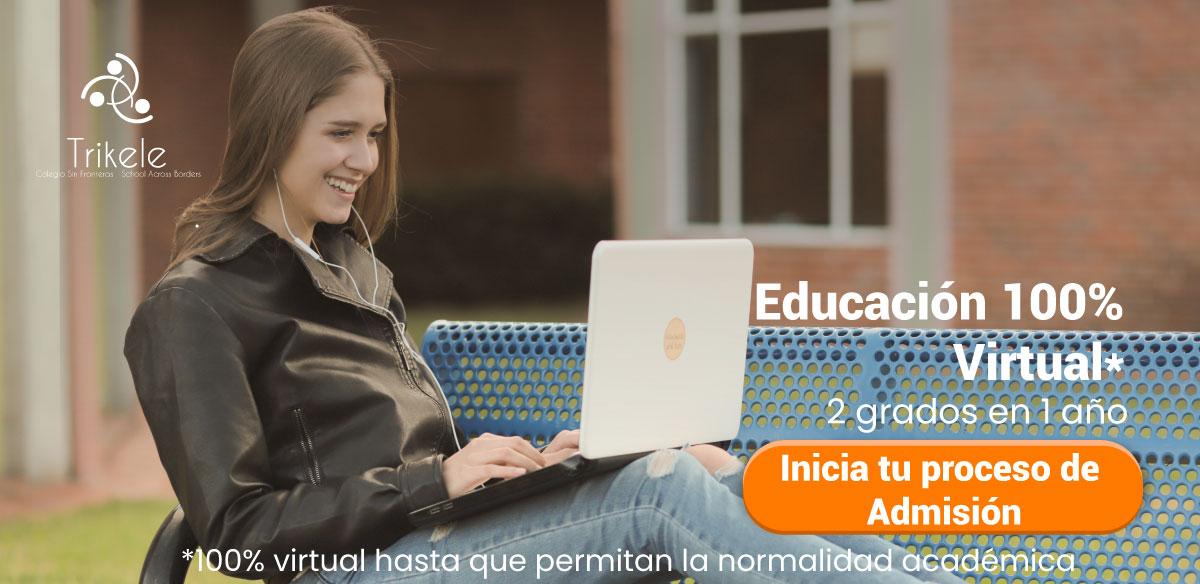 Trikele
Colegio Sin Fronteras School Across Borders
Educación 100%
Virtual*
2 grados en 1 año
Inicia tu proceso de
Admisión
*100% virtual hasta que permitan la normalidad académica